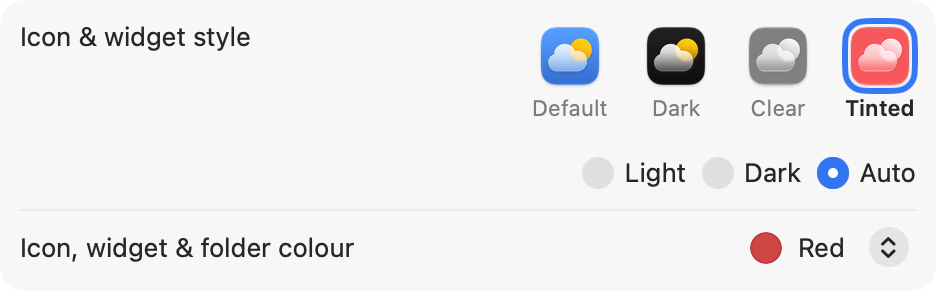 Icon & widget style
Default Dark Clear Tinted
Light Dark Auto
Icon, widget & folder colour Red